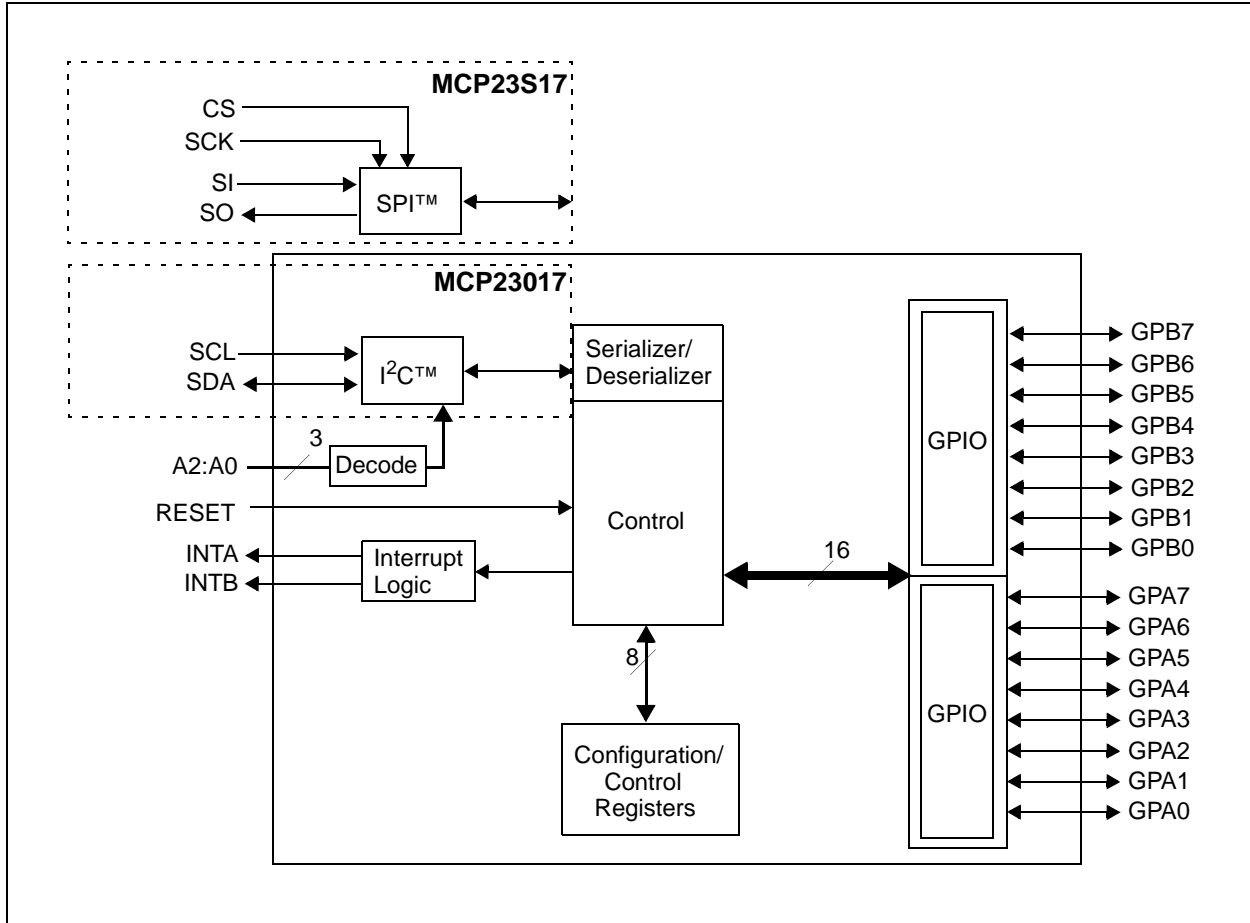 MCP23S17
CS
SCK
SI
SO
SPI™
MCP23017
SCL
SDA
I²C™
Serializer/
Deserializer
3
A2:A0
Decode
RESET
Control
INTA
INTB
Interrupt
Logic
16
8
Configuration/
Control
Registers
GPIO
GPB7
GPB6
GPB5
GPB4
GPB3
GPB2
GPB1
GPB0
GPIO
GPA7
GPA6
GPA5
GPA4
GPA3
GPA2
GPA1
GPA0